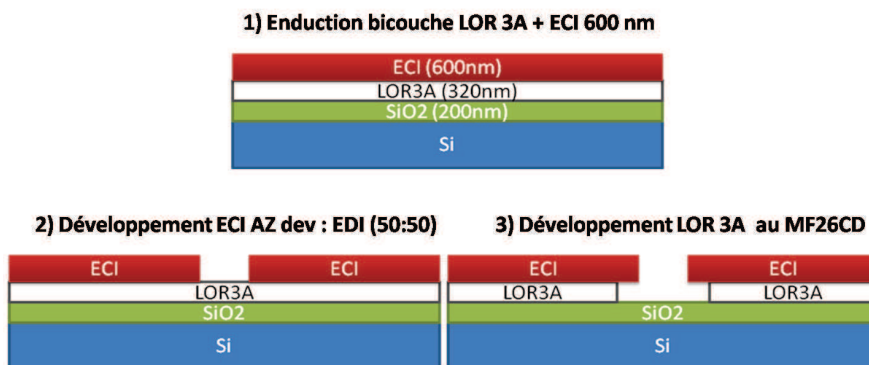 1) Enduction bicouche LOR 3A + ECI 600 nm
ECI (600nm)
LOR3A (320nm)
SiO2 (200nm)
Si
2) Développement ECI AZ dev : EDI (50:50)
ECI ECI
LOR3A
SiO2
Si
3) Développement LOR 3A au MF26CD
ECI ECI
LOR3A LOR3A
SiO2
Si